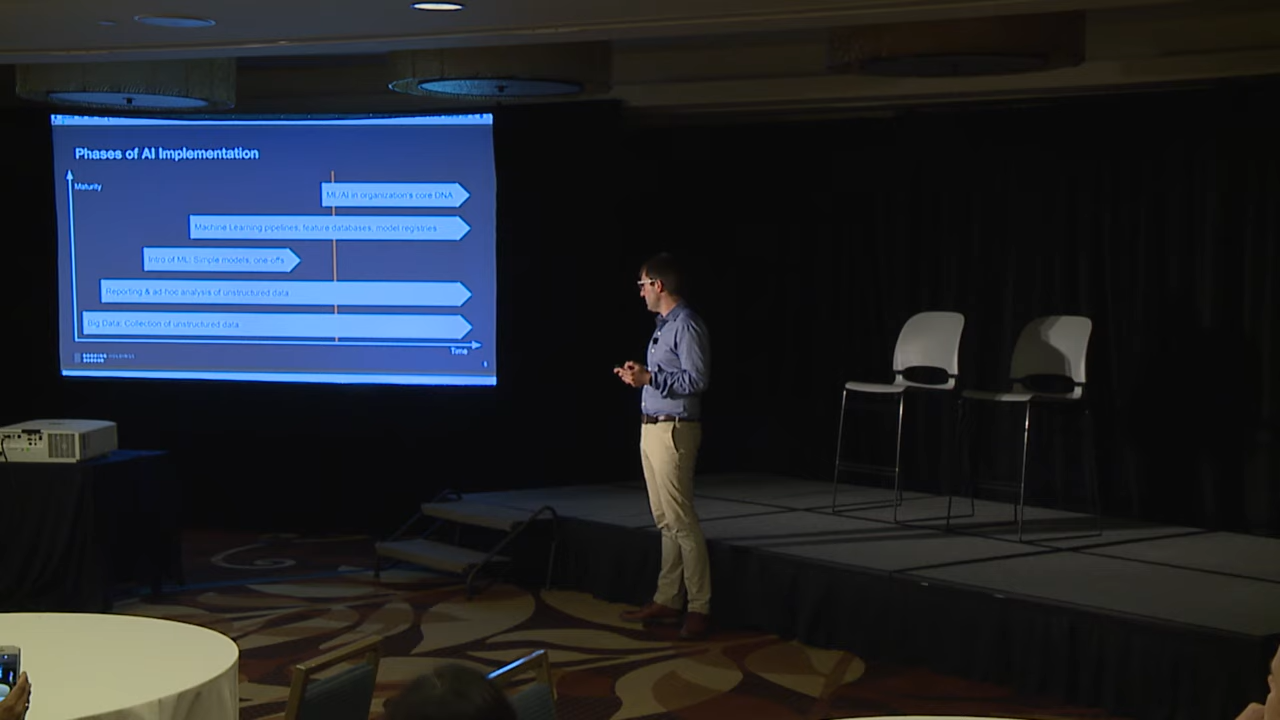 Phases of AI Implementation
Maturity
ML/AI in organization's core DNA
Machine Learning pipelines, feature databases, model registries
Intro of ML: Simple models, one-offs
Reporting & ad-hoc analysis of unstructured data
Big Data: Collection of unstructured data
Time
BOOKING HOLDINGS